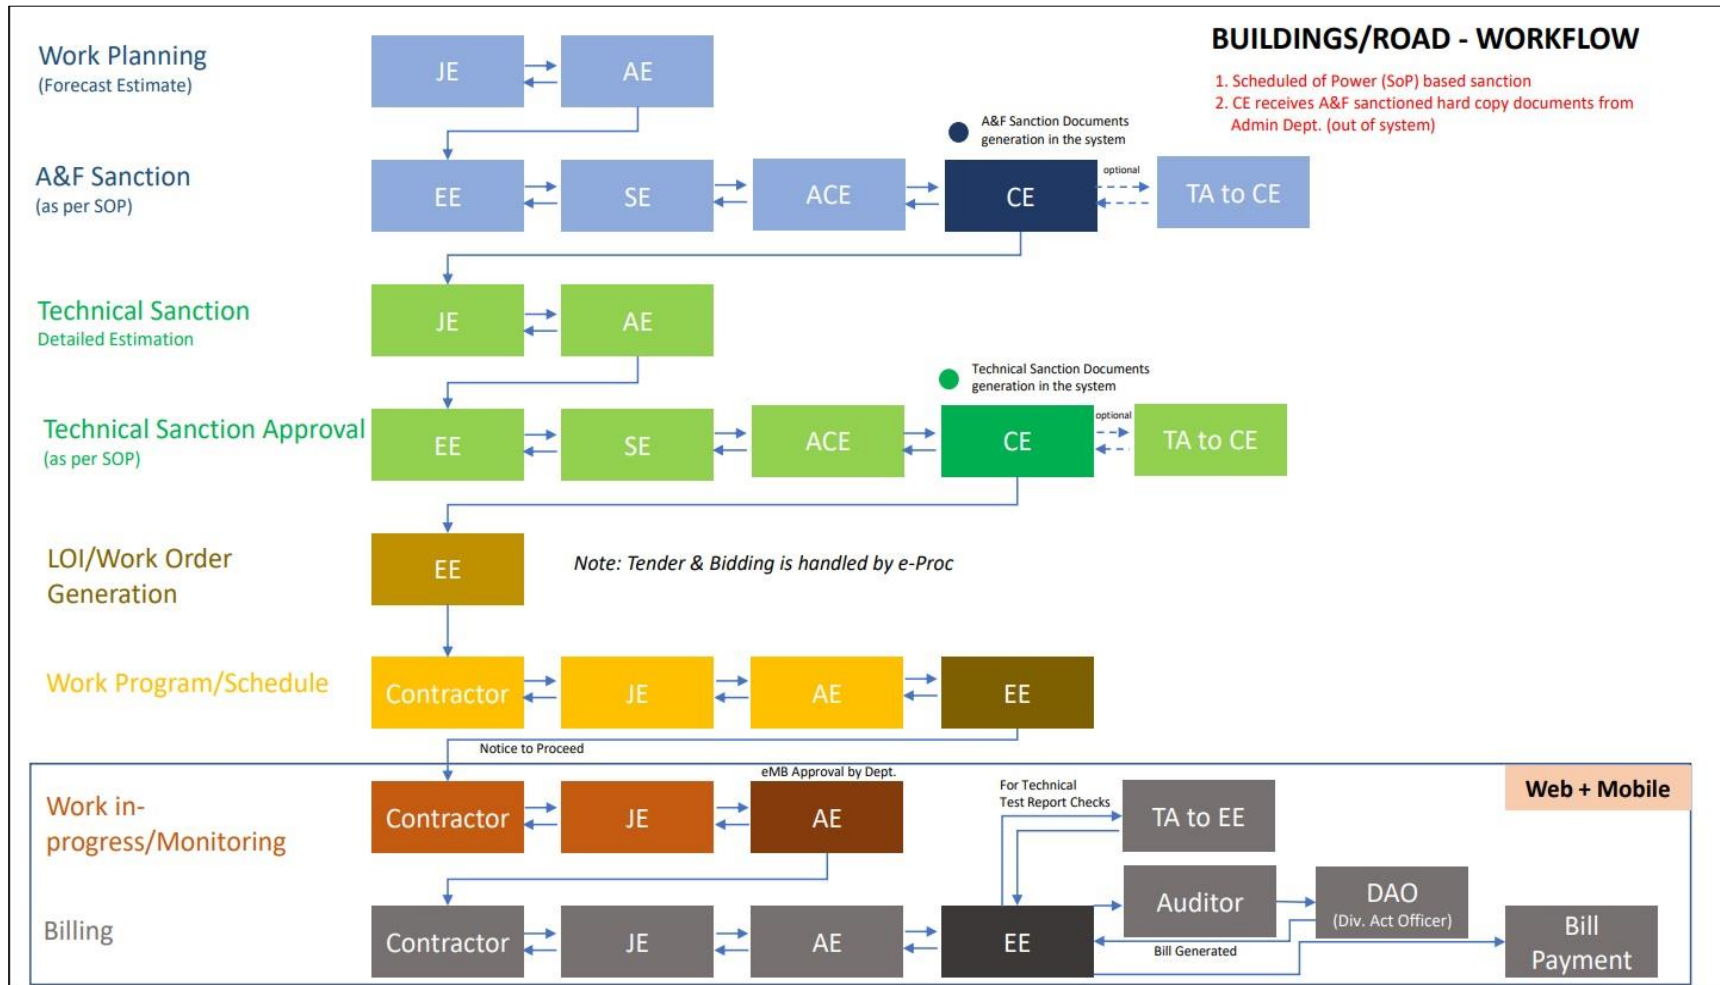 BUILDINGS/ROAD - WORKFLOW
1. Scheduled of Power (SoP) based sanction
2. CE receives A&F sanctioned hard copy documents from
Admin Dept. (out of system)
Work Planning
(Forecast Estimate)
JE
AE
A&F Sanction Documents
generation in the system
A&F Sanction
(as per SOP)
EE
SE
ACE
CE
optional
TA to CE
Technical Sanction
Detailed Estimation
JE
AE
Technical Sanction Documents
generation in the system
Technical Sanction Approval
(as per SOP)
EE
SE
ACE
CE
optional
TA to CE
LOI/Work Order
Generation
EE
Note: Tender & Bidding is handled by e-Proc
Work Program/Schedule
Contractor
JE
AE
EE
Notice to Proceed
Web + Mobile
Work in-
progress/Monitoring
Contractor
JE
eMB Approval by Dept.
AE
For Technical
Test Report Checks
TA to EE
Billing
Contractor
JE
AE
EE
Auditor
DAO
(Div. Act Officer)
Bill Generated
Bill
Payment